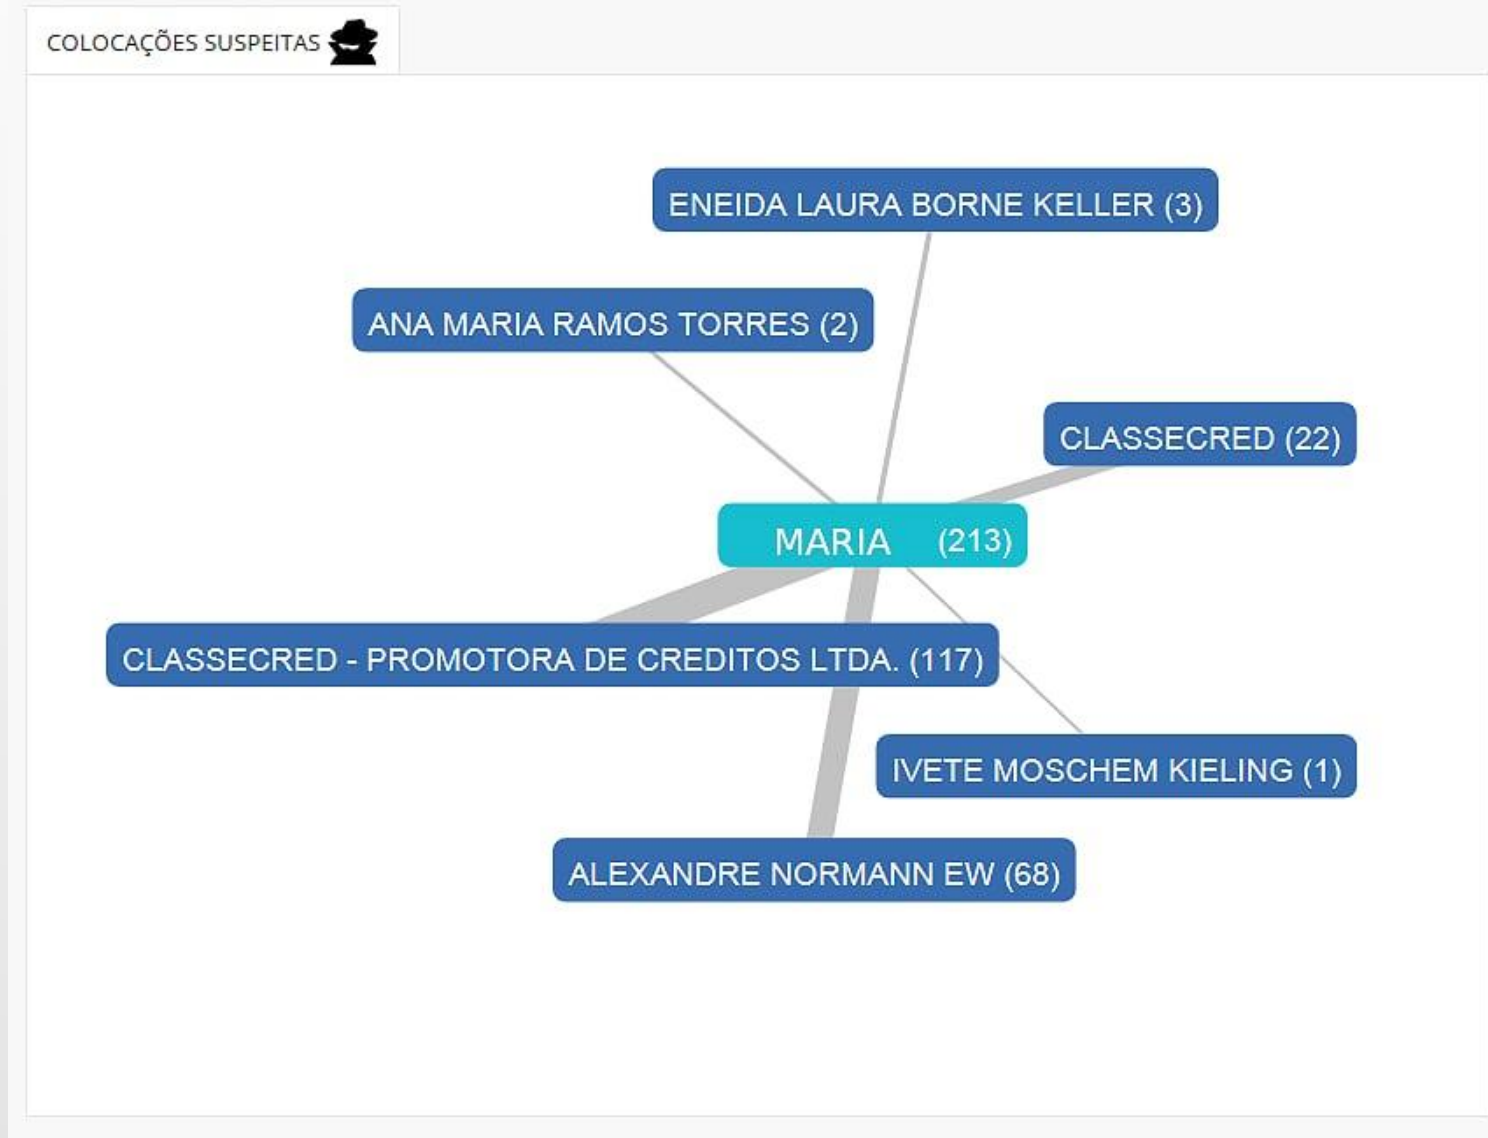 COLOCAÇÕES SUSPEITAS
ENEIDA LAURA BORNE KELLER (3)
ANA MARIA RAMOS TORRES (2)
CLASSECRED (22)
MARIA (213)
CLASSECRED - PROMOTORA DE CREDITOS LTDA. (117)
IVETE MOSCHEM KIELING (1)
ALEXANDRE NORMANN EW (68)